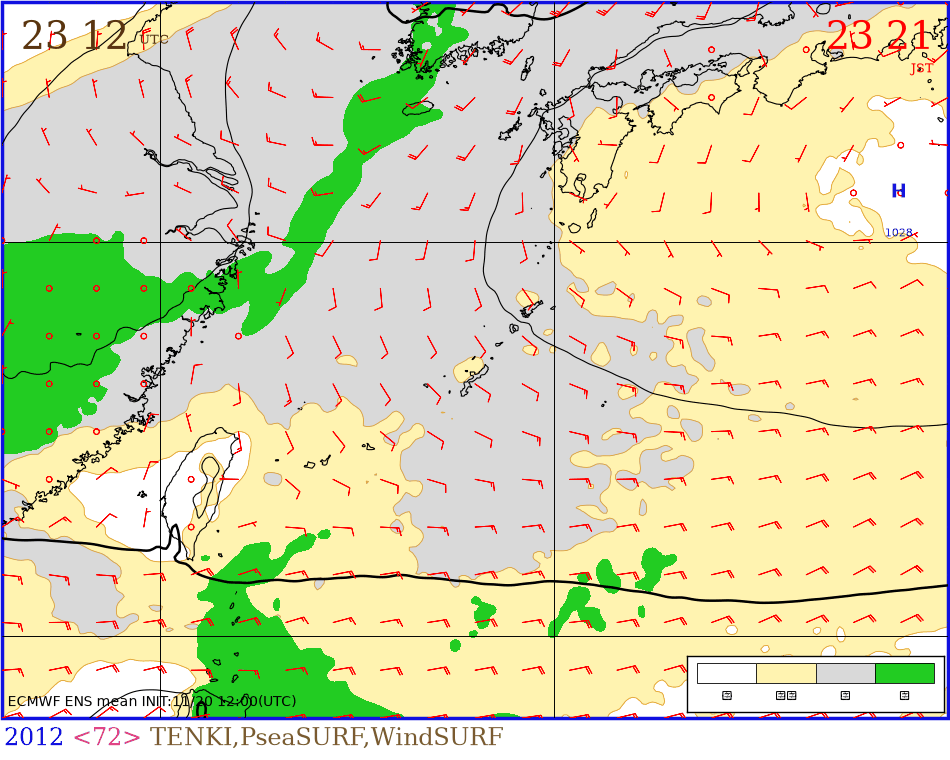 23 12 UTC
23 21
JST
H
1028
ECMWF ENS mean INIT:11/20 12:00(UTC)
0
2012 <72> TENKI,PseaSURF,WindSURF